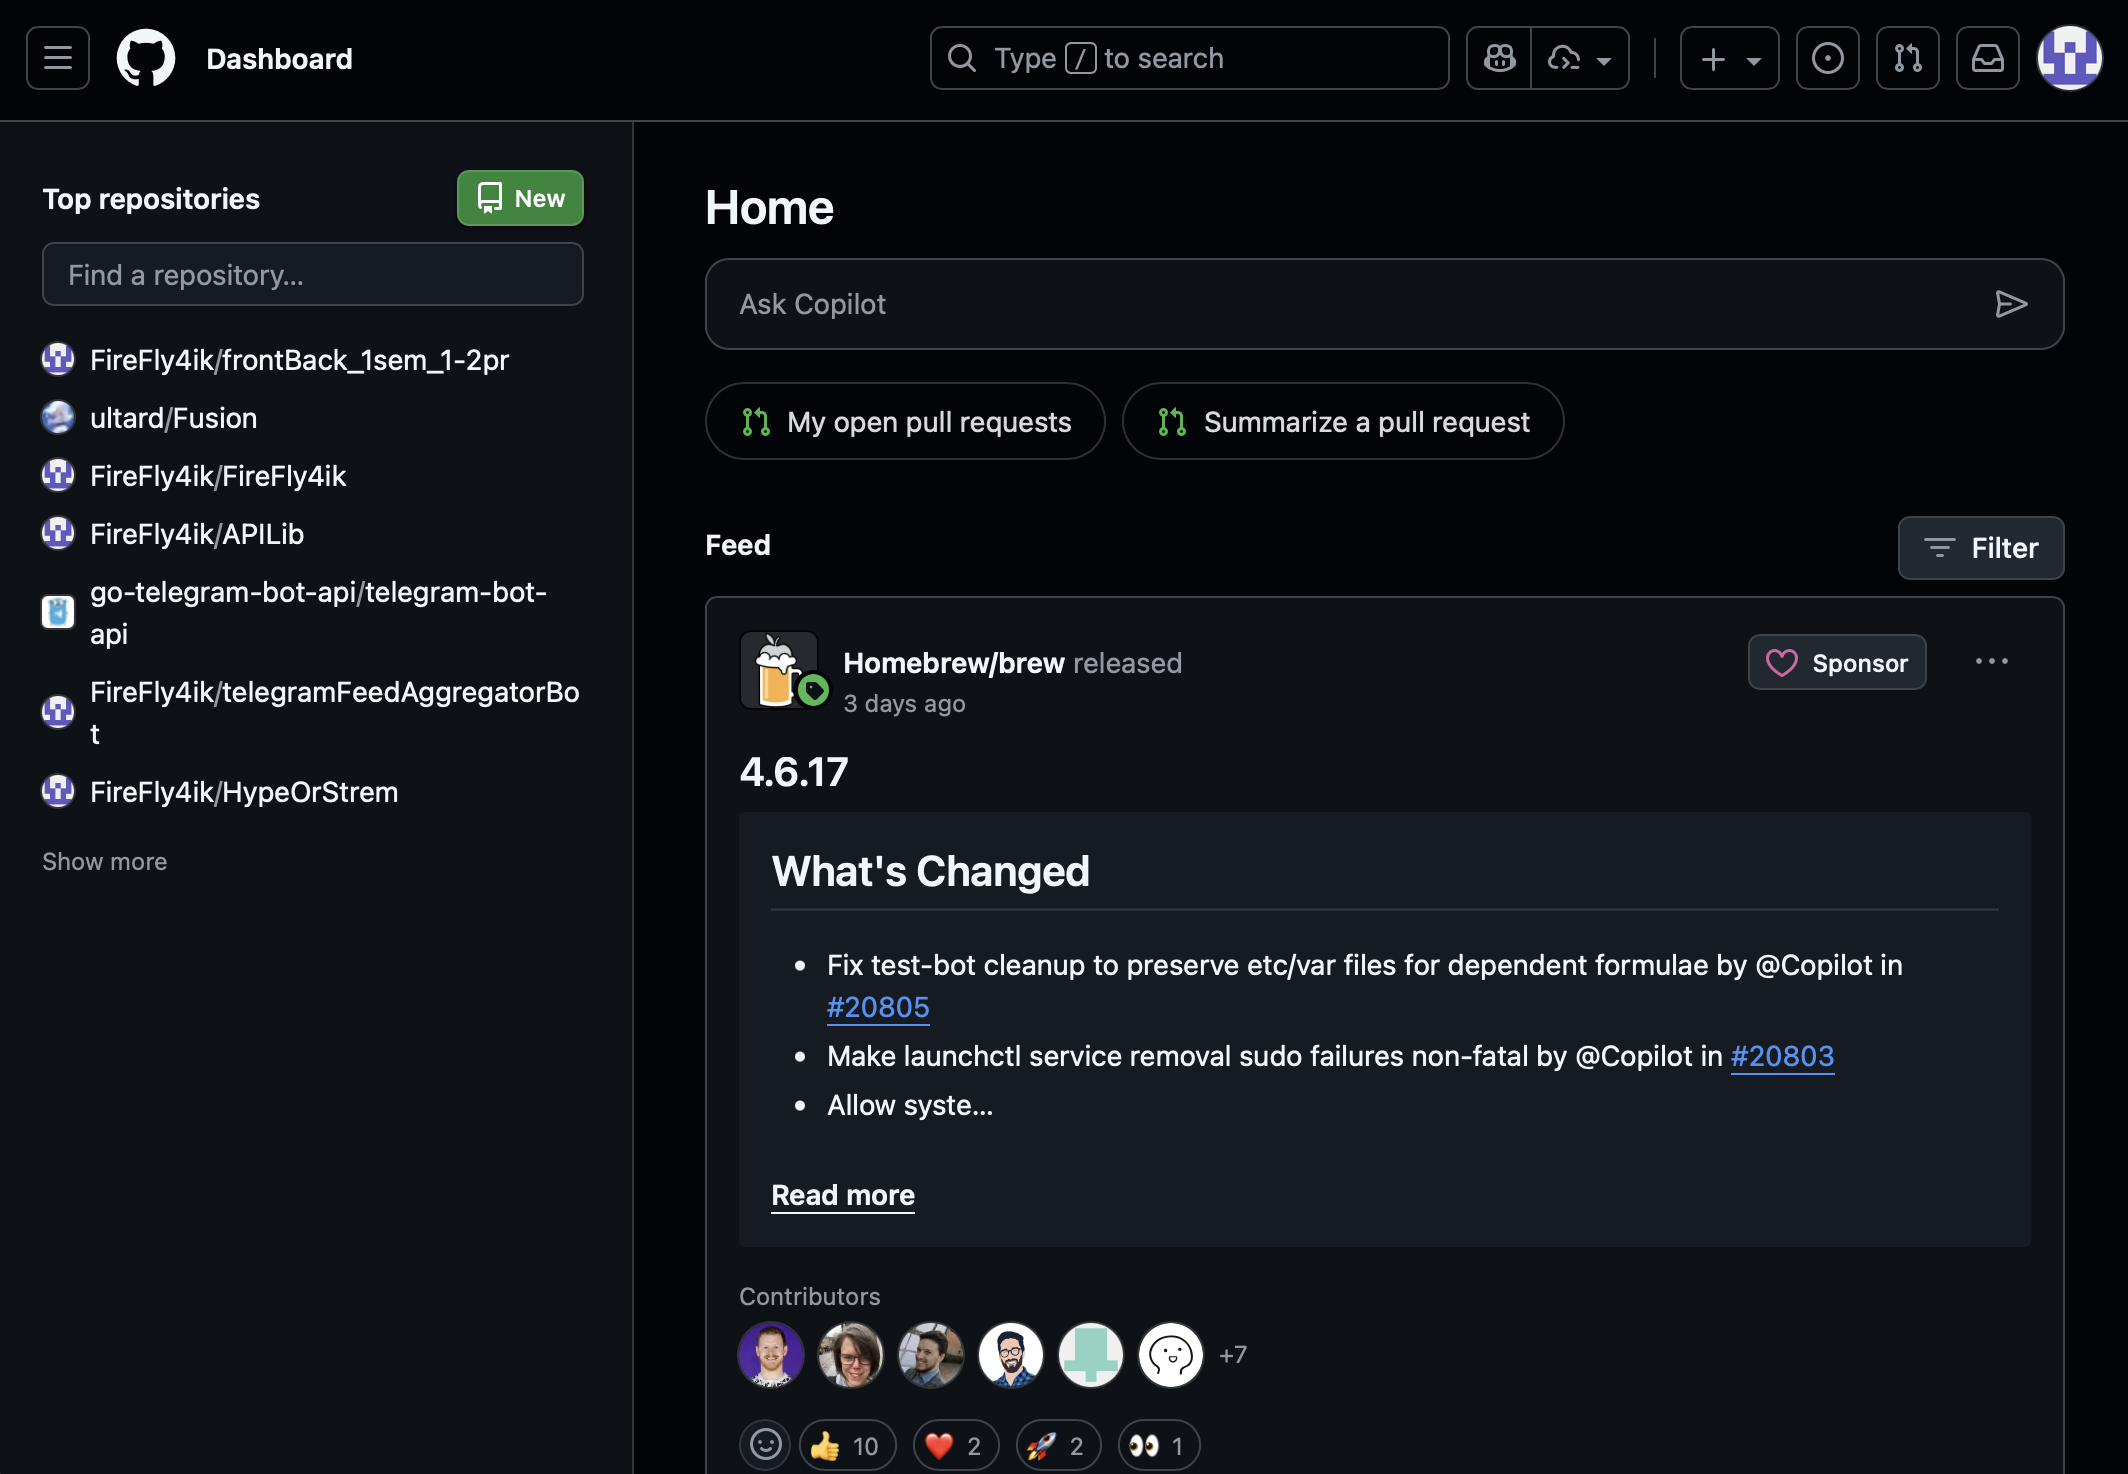 Dashboard
Type / to search
Top repositories
New
Find a repository...
FireFly4ik/frontBack_1sem_1-2pr
ultard/Fusion
FireFly4ik/FireFly4ik
FireFly4ik/APILib
go-telegram-bot-api/telegram-bot-
api
FireFly4ik/telegramFeedAggregatorBo
t
FireFly4ik/HypeOrStrem
Show more
Home
Ask Copilot
My open pull requests
Summarize a pull request
Feed
Filter
Homebrew/brew released
3 days ago
Sponsor
4.6.17
What's Changed
• Fix test-bot cleanup to preserve etc/var files for dependent formulae by @Copilot in
#20805
• Make launchctl service removal sudo failures non-fatal by @Copilot in #20803
• Allow syste...
Read more
Contributors
+7
👍 10 ❤️ 2 🚀 2 👀 1